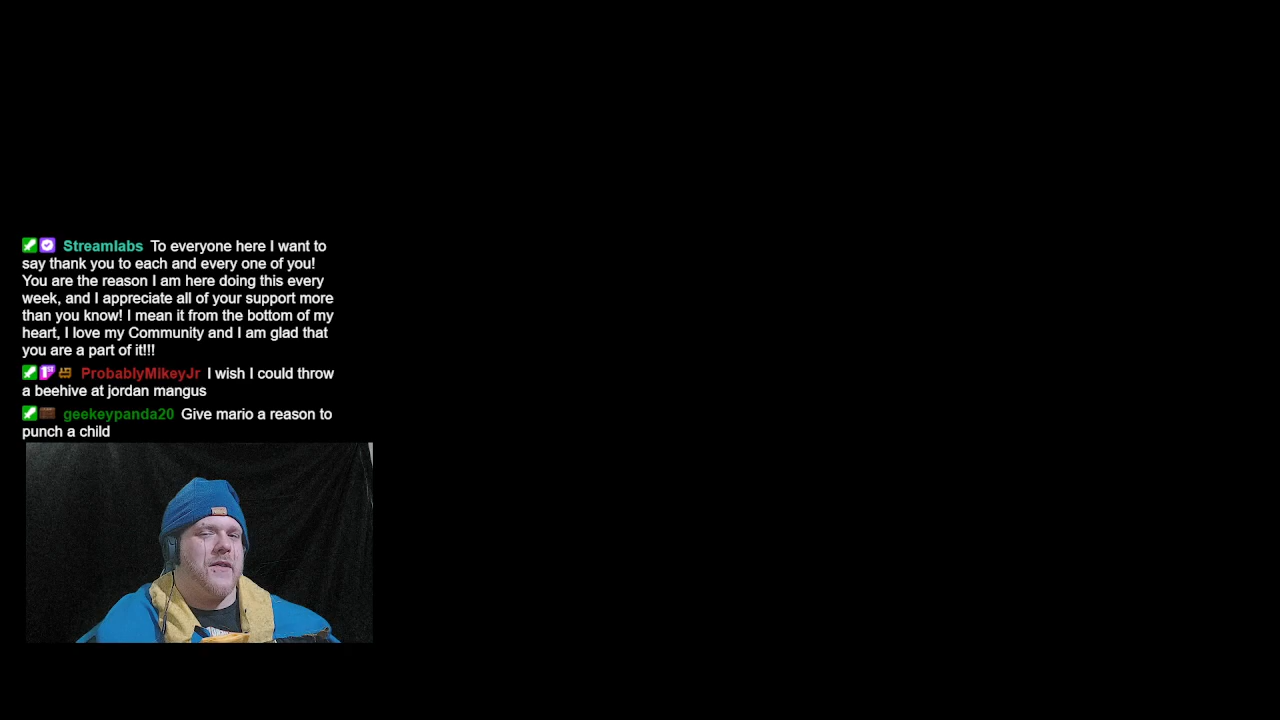 Streamlabs To everyone here I want to
say thank you to each and every one of you!
You are the reason I am here doing this every
week, and I appreciate all of your support more
than you know! I mean it from the bottom of my
heart, I love my Community and I am glad that
you are a part of it!!!
1ST ProbablyMIkeyJr I wish I could throw
a beehive at jordan mangus
geekeypanda20 Give mario a reason to
punch a child